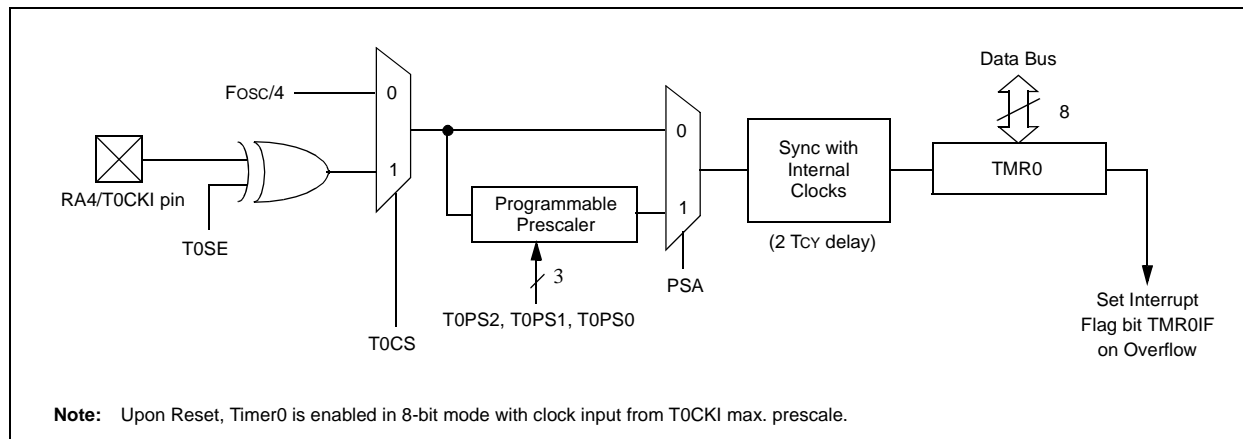 Data Bus
8
Fosc/4
0
1
RA4/T0CKI pin
T0SE
T0CS
Programmable
Prescaler
3
T0PS2, T0PS1, T0PS0
0
1
PSA
Sync with
Internal
Clocks
(2 TCY delay)
TMR0
Set Interrupt
Flag bit TMR0IF
on Overflow
Note: Upon Reset, Timer0 is enabled in 8-bit mode with clock input from T0CKI max. prescale.